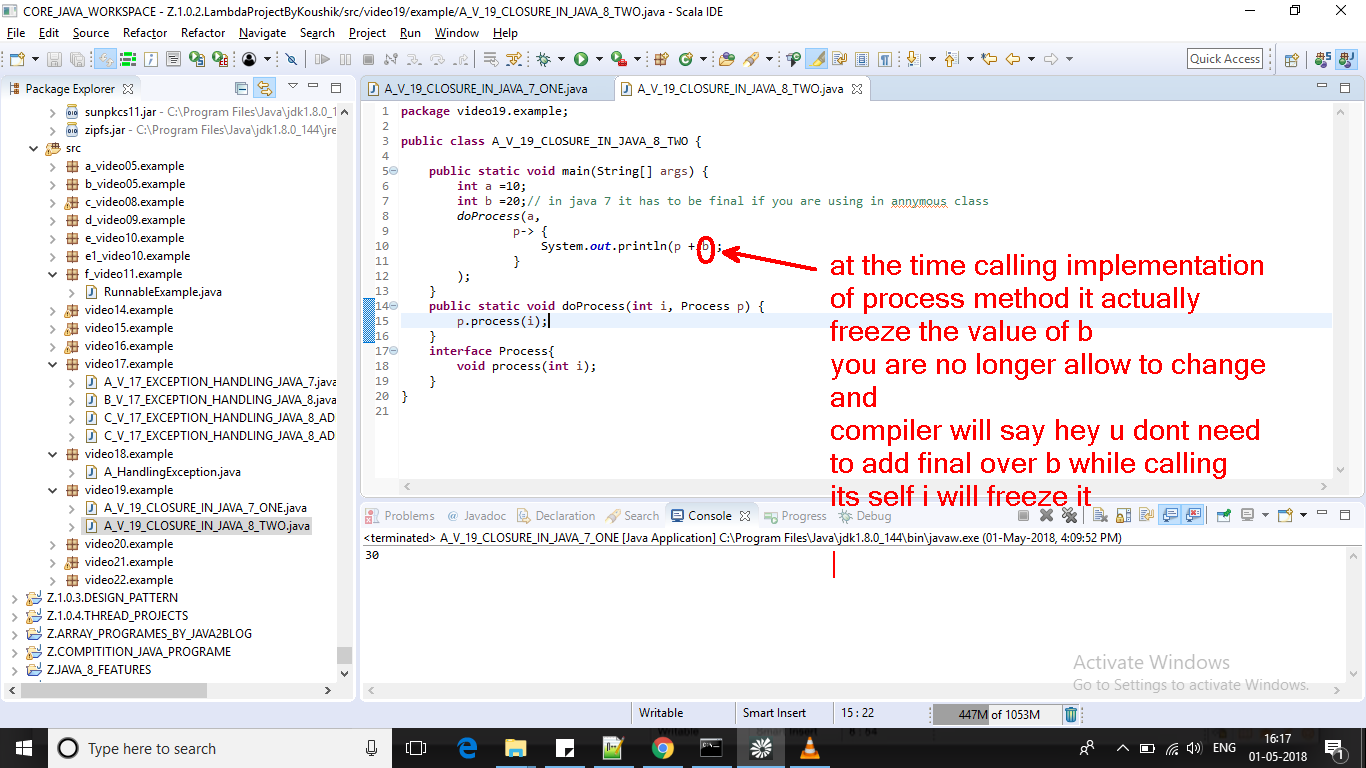 CORE_JAVA_WORKSPACE - Z.1.0.2.LambdaProjectByKoushik/src/video19/example/A_V_19_CLOSURE_IN_JAVA_8_TWO.java - Scala IDE
File Edit Source Refactor Refactor Navigate Search Project Run Window Help
Quick Access
Package Explorer
sunpkcs11.jar - C:\Program Files\Java\jdk1.8.0_144\jre
zipfs.jar - C:\Program Files\Java\jdk1.8.0_144\jre
src
a_video05.example
b_video05.example
c_video08.example
d_video09.example
e_video10.example
e1_video10.example
f_video11.example
RunnableExample.java
video14.example
video15.example
video16.example
video17.example
A_V_17_EXCEPTION_HANDLING_JAVA_7.java
B_V_17_EXCEPTION_HANDLING_JAVA_8.java
C_V_17_EXCEPTION_HANDLING_JAVA_8_AD
C_V_17_EXCEPTION_HANDLING_JAVA_8_AD
video18.example
A_HandlingException.java
video19.example
A_V_19_CLOSURE_IN_JAVA_7_ONE.java
A_V_19_CLOSURE_IN_JAVA_8_TWO.java
video20.example
video21.example
video22.example
Z.1.0.3.DESIGN_PATTERN
Z.1.0.4.THREAD_PROJECTS
Z.ARRAY_PROGRAMES_BY_JAVA2BLOG
Z.COMPITITION_JAVA_PROGRAME
Z.JAVA_8_FEATURES
A_V_19_CLOSURE_IN_JAVA_7_ONE.java A_V_19_CLOSURE_IN_JAVA_8_TWO.java
1 package video19.example;
2
3 public class A_V_19_CLOSURE_IN_JAVA_8_TWO {
4
5 public static void main(String[] args) {
6 int a =10;
7 int b =20;// in java 7 it has to be final if you are using in annymous class
8 doProcess(a,
9 p-> {
10 System.out.println(p + b);
11 }
12 );
13 }
14 public static void doProcess(int i, Process p) {
15 p.process(i);
16 }
17 interface Process{
18 void process(int i);
19 }
20 }
21
at the time calling implementation
of process method it actually
freeze the value of b
you are no longer allow to change
and
compiler will say hey u dont need
to add final over b while calling
its self i will freeze it
Problems Javadoc Declaration Search Console Progress Debug
<terminated> A_V_19_CLOSURE_IN_JAVA_7_ONE [Java Application] C:\Program Files\Java\jdk1.8.0_144\bin\javaw.exe (01-May-2018, 4:09:52 PM)
30
Activate Windows
Go to Settings to activate Windows.
Writable Smart Insert 15 : 22 447M of 1053M
Type here to search
ENG
16:17
01-05-2018
1